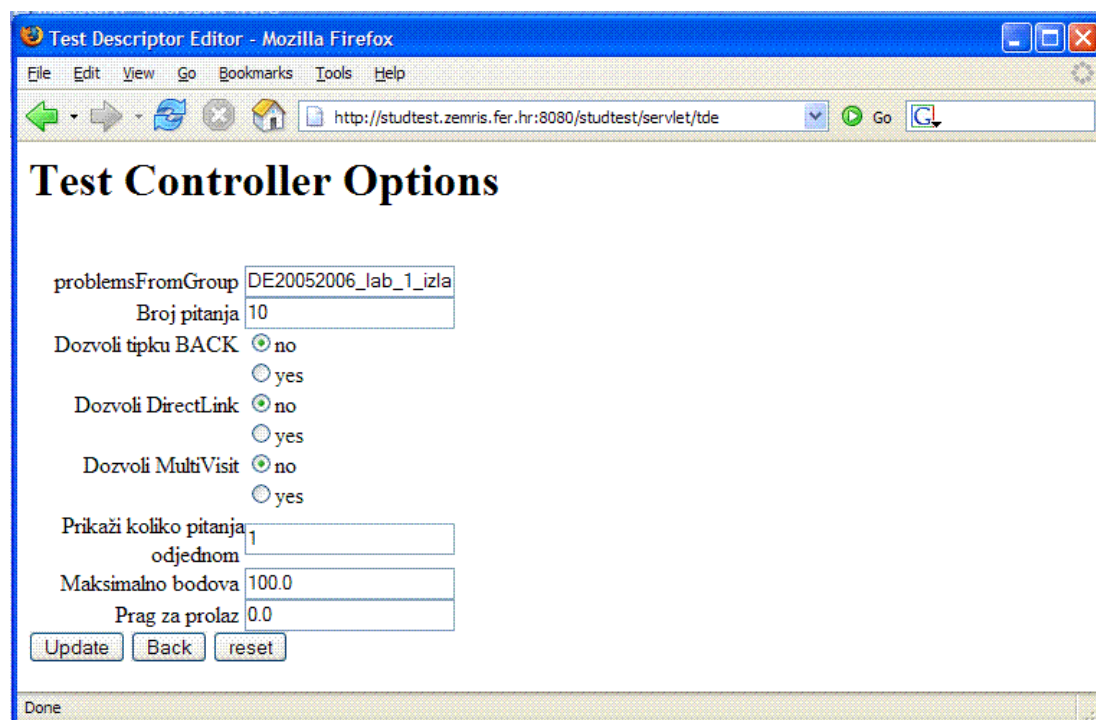 Test Descriptor Editor - Mozilla Firefox
File Edit View Go Bookmarks Tools Help
http://studtest.zemris.fer.hr:8080/studtest/servlet/tde Go G
Test Controller Options
problemsFromGroup DE20052006_lab_1_izla
Broj pitanja 10
Dozvoli tipku BACK no
yes
Dozvoli DirectLink no
yes
Dozvoli MultiVisit no
yes
Prikaži koliko pitanja
odjednom 1
Maksimalno bodova 100.0
Prag za prolaz 0.0
Update Back reset
Done